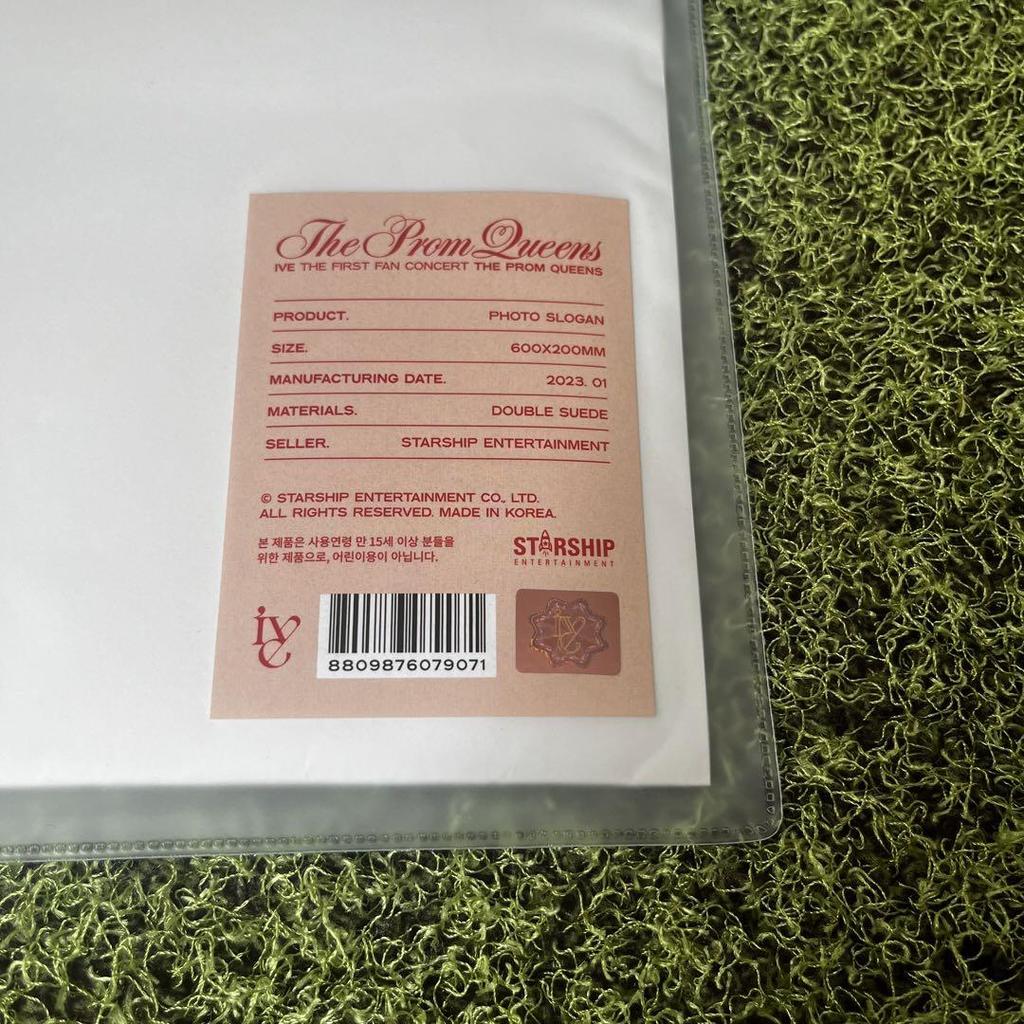 The Prom Queens
IVE THE FIRST FAN CONCERT THE PROM QUEENS
PRODUCT. PHOTO SLOGAN
SIZE. 600X200MM
MANUFACTURING DATE. 2023. 01
MATERIALS. DOUBLE SUEDE
SELLER. STARSHIP ENTERTAINMENT
© STARSHIP ENTERTAINMENT CO., LTD.
ALL RIGHTS RESERVED. MADE IN KOREA.
본 제품은 사용연령 만 15세 이상 분들을
위한 제품으로, 어린이용이 아닙니다.
STARSHIP
ENTERTAINMENT
IVE
8809876079071
IVE